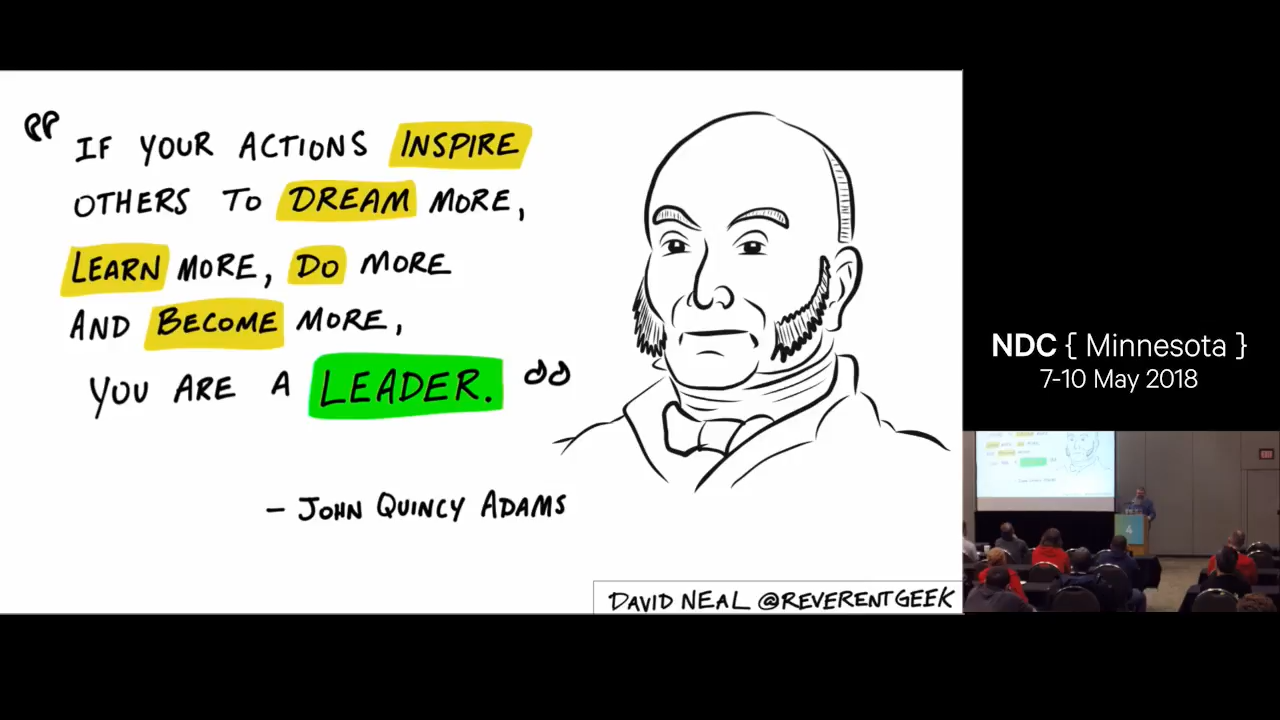 " IF YOUR ACTIONS INSPIRE
OTHERS TO DREAM MORE,
LEARN MORE, DO MORE
AND BECOME MORE,
YOU ARE A LEADER. "
– JOHN QUINCY ADAMS
DAVID NEAL @REVERENTGEEK
NDC { Minnesota }
7-10 May 2018
4